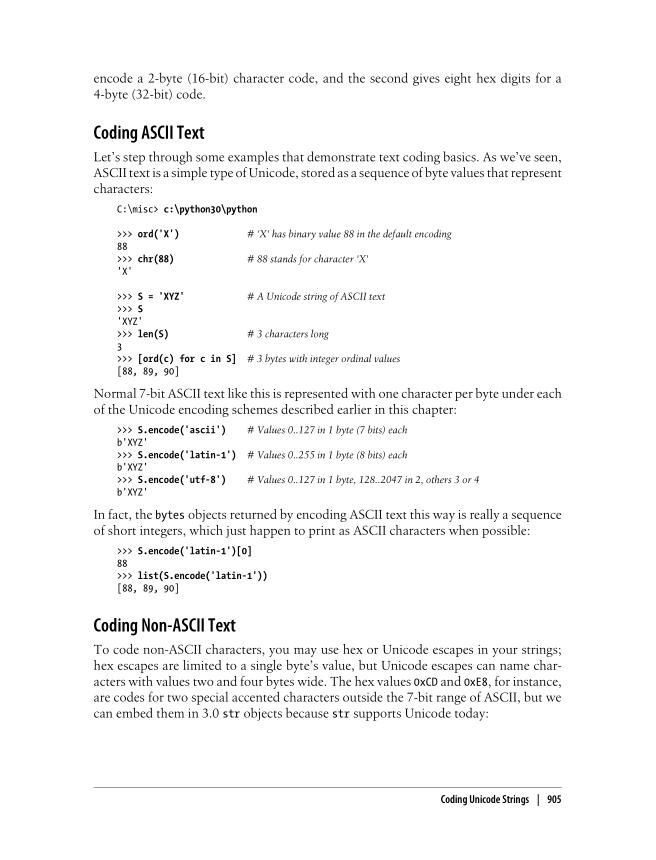 encode a 2-byte (16-bit) character code, and the second gives eight hex digits for a
4-byte (32-bit) code.
Coding ASCII Text
Let’s step through some examples that demonstrate text coding basics. As we’ve seen,
ASCII text is a simple type of Unicode, stored as a sequence of byte values that represent
characters:
C:\misc> c:\python30\python
>>> ord('X') # 'X' has binary value 88 in the default encoding
88
>>> chr(88) # 88 stands for character 'X'
'X'
>>> S = 'XYZ' # A Unicode string of ASCII text
>>> S
'XYZ'
>>> len(S) # 3 characters long
3
>>> [ord(c) for c in S] # 3 bytes with integer ordinal values
[88, 89, 90]
Normal 7-bit ASCII text like this is represented with one character per byte under each
of the Unicode encoding schemes described earlier in this chapter:
>>> S.encode('ascii') # Values 0..127 in 1 byte (7 bits) each
b'XYZ'
>>> S.encode('latin-1') # Values 0..255 in 1 byte (8 bits) each
b'XYZ'
>>> S.encode('utf-8') # Values 0..127 in 1 byte, 128..2047 in 2, others 3 or 4
b'XYZ'
In fact, the bytes objects returned by encoding ASCII text this way is really a sequence
of short integers, which just happen to print as ASCII characters when possible:
>>> S.encode('latin-1')[0]
88
>>> list(S.encode('latin-1'))
[88, 89, 90]
Coding Non-ASCII Text
To code non-ASCII characters, you may use hex or Unicode escapes in your strings;
hex escapes are limited to a single byte’s value, but Unicode escapes can name char-
acters with values two and four bytes wide. The hex values 0xCD and 0xE8, for instance,
are codes for two special accented characters outside the 7-bit range of ASCII, but we
can embed them in 3.0 str objects because str supports Unicode today:
Coding Unicode Strings | 905